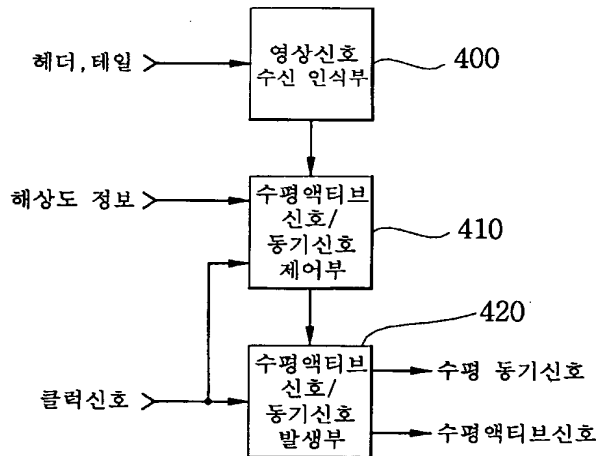 헤더,테일
영상신호
수신 인식부
400
해상도 정보
수평액티브
신호/
동기신호
제어부
410
420
클럭신호
수평액티브
신호/
동기신호
발생부
수평 동기신호
수평액티브신호